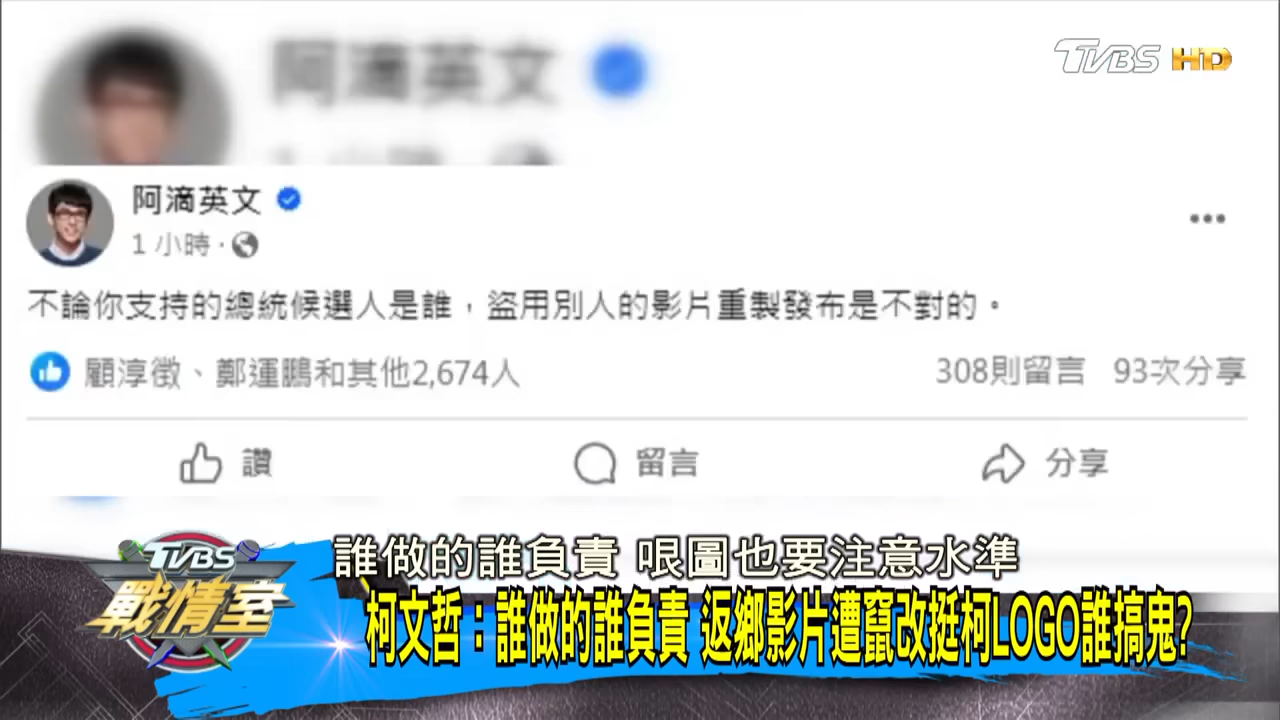 阿滴英文
TVBS HD
阿滴英文
1 小時
不論你支持的總統候選人是誰，盜用別人的影片重製發布是不對的。
顧淳徵、鄭運鵬和其他2,674人
308則留言 93次分享
讚 留言 分享
誰做的誰負責 哏圖也要注意水準
TVBS
戰情室
柯文哲：誰做的誰負責 返鄉影片遭竄改挺柯LOGO誰搞鬼?